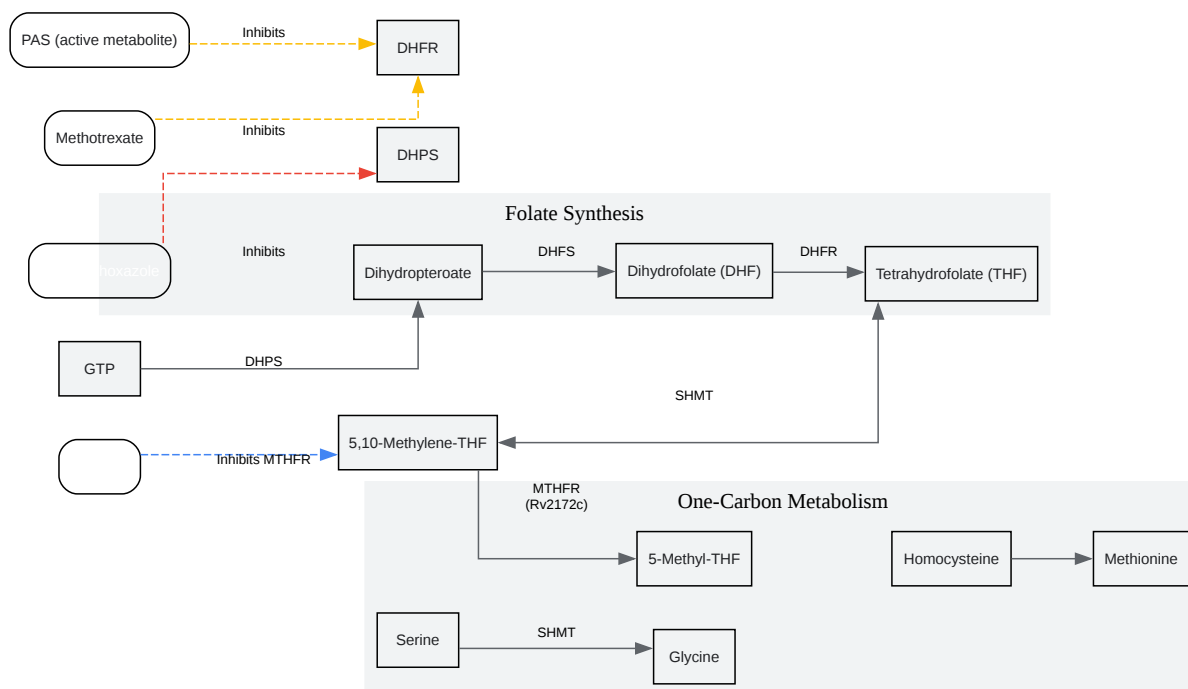 PAS (active metabolite)
Inhibits
DHFR
Methotrexate
Inhibits
DHPS
Folate Synthesis
Inhibits
Dihydropteroate
DHFS
Dihydrofolate (DHF)
DHFR
Tetrahydrofolate (THF)
GTP
DHPS
SHMT
5,10-Methylene-THF
Inhibits MTHFR
MTHFR
(Rv2172c)
One-Carbon Metabolism
5-Methyl-THF
Homocysteine
Methionine
Serine
SHMT
Glycine